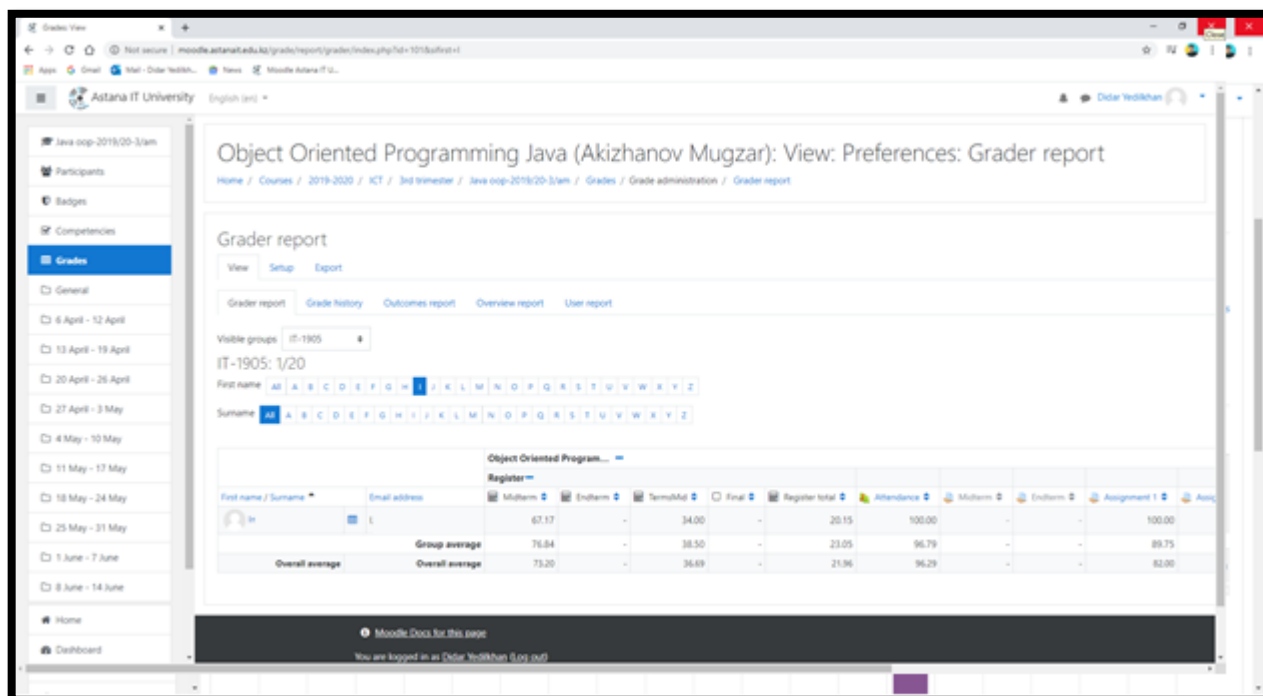 Grades View
Close
Not secure | moodle.astanait.edu.kz/grade/report/grader/index.php?id=101&sifirst=I
Apps Gmail Mail - Didar Yedilkh... News Moodle Astana IT U...
Astana IT University English (en)
Didar Yedilkhan
Java oop-2019/20-3/am
Participants
Badges
Competencies
Grades
General
6 April - 12 April
13 April - 19 April
20 April - 26 April
27 April - 3 May
4 May - 10 May
11 May - 17 May
18 May - 24 May
25 May - 31 May
1 June - 7 June
8 June - 14 June
Home
Dashboard
Object Oriented Programming Java (Akizhanov Mugzar): View: Preferences: Grader report
Home / Courses / 2019-2020 / ICT / 3rd trimester / Java oop-2019/20-3/am / Grades / Grade administration / Grader report
Grader report
View Setup Export
Grader report Grade history Outcomes report Overview report User report
Visible groups IT-1905
IT-1905: 1/20
First name All A B C D E F G H I J K L M N O P Q R S T U V W X Y Z
Surname All A B C D E F G H I J K L M N O P Q R S T U V W X Y Z
Object Oriented Program...
Register
First name / Surname Email address Midterm Endterm TermsMid Final Register total Attendance Midterm Endterm Assignment 1 Assig
67.17 - 34.00 - 20.15 100.00 - - 100.00
Group average 76.84 - 38.50 - 23.05 96.79 - - 89.75
Overall average Overall average 73.20 - 36.69 - 21.96 96.29 - - 82.00
Moodle Docs for this page
You are logged in as Didar Yedilkhan (Log out)